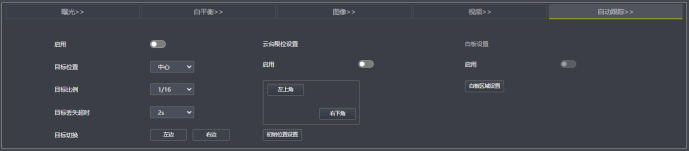 曝光>> 白平衡>> 图像>> 视频>> 自动跟踪>>
启用 云台限位设置 白板设置
目标位置 中心 启用 启用
目标比例 1/16 左上角 白板区域设置
目标丢失超时 2s 右下角
目标切换 左边 右边 初始位置设置